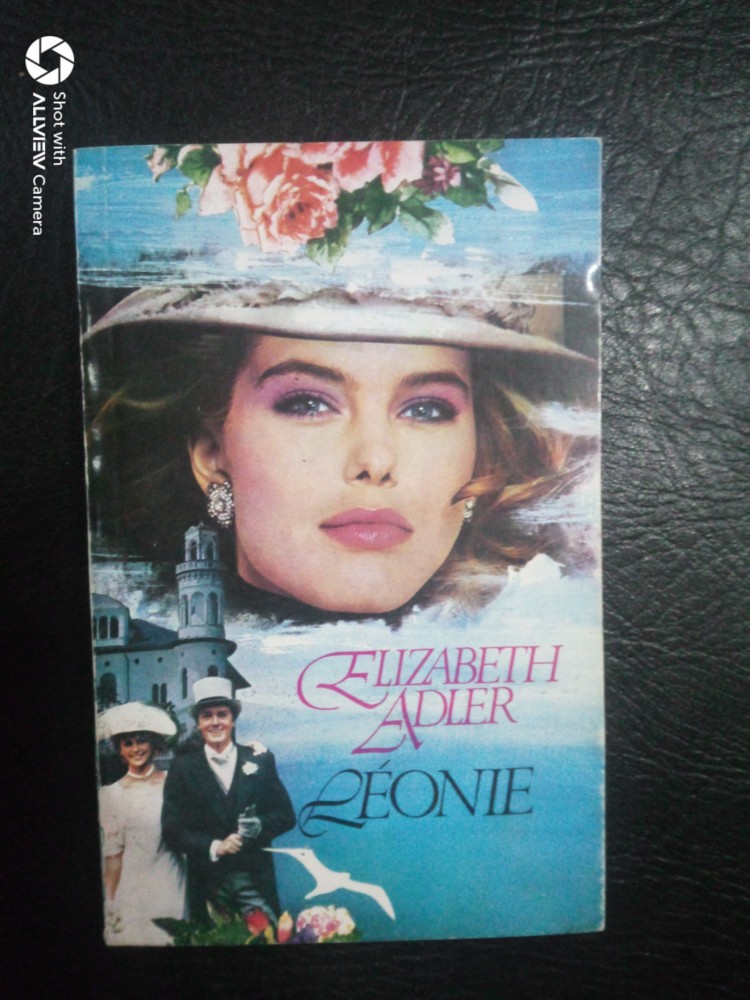 Shot with
ALLVIEW Camera
ELIZABETH
ADLER
LÉONIE